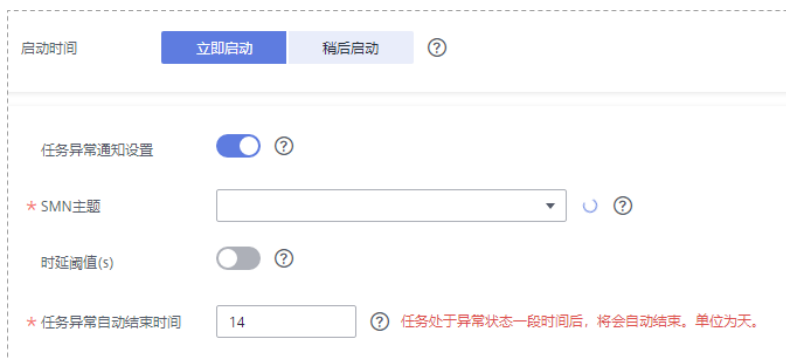 启动时间 立即启动 稍后启动 ?
任务异常通知设置 ?
* SMN主题 ?
时延阈值(s) ?
* 任务异常自动结束时间 14 ? 任务处于异常状态一段时间后，将会自动结束。单位为天。